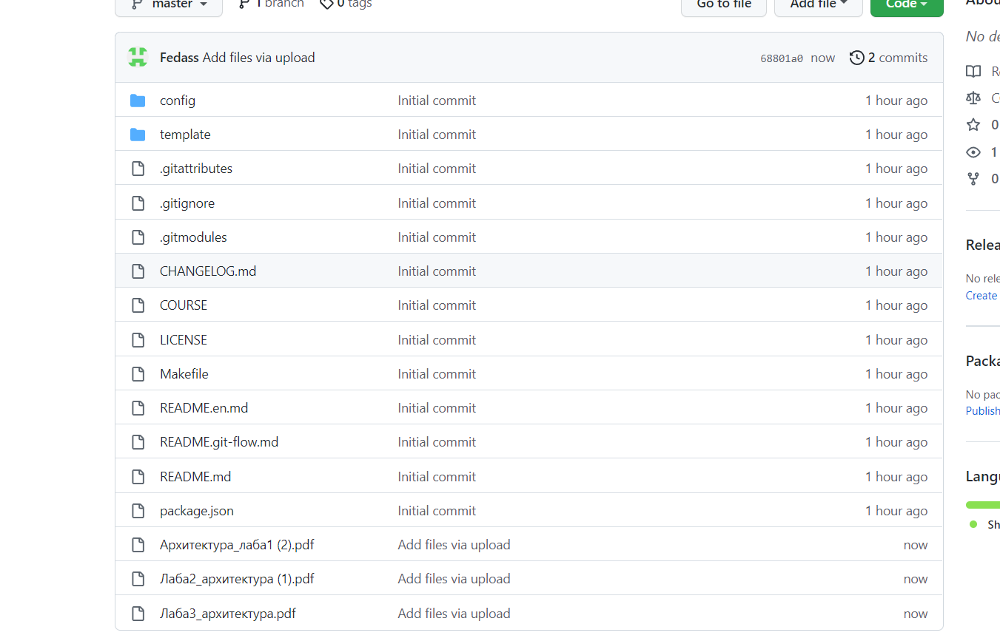 master 1 branch 0 tags Go to file Add file Code
No de
Fedass Add files via upload 68801a0 now 2 commits
config Initial commit 1 hour ago
template Initial commit 1 hour ago
0
.gitattributes Initial commit 1 hour ago
1
0
.gitignore Initial commit 1 hour ago
.gitmodules Initial commit 1 hour ago
Relea
CHANGELOG.md Initial commit 1 hour ago
No rele
Create
COURSE Initial commit 1 hour ago
LICENSE Initial commit 1 hour ago
Packa
Makefile Initial commit 1 hour ago
No pac
Publish
README.en.md Initial commit 1 hour ago
README.git-flow.md Initial commit 1 hour ago
README.md Initial commit 1 hour ago
Langu
package.json Initial commit 1 hour ago
Sh
Архитектура_лаба1 (2).pdf Add files via upload now
Лаба2_архитектура (1).pdf Add files via upload now
Лаба3_архитектура.pdf Add files via upload now